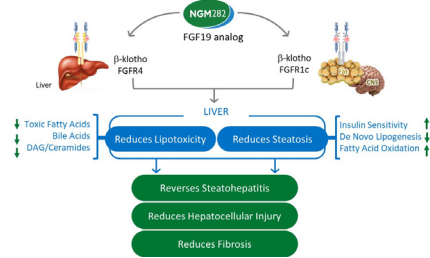 NGM282
FGF19 analog
β-klotho
FGFR4
β-klotho
FGFR1c
Liver
CNS
LIVER
Toxic Fatty Acids
Bile Acids
DAG/Ceramides
Reduces Lipotoxicity
Reduces Steatosis
Insulin Sensitivity
De Novo Lipogenesis
Fatty Acid Oxidation
Reverses Steatohepatitis
Reduces Hepatocellular Injury
Reduces Fibrosis